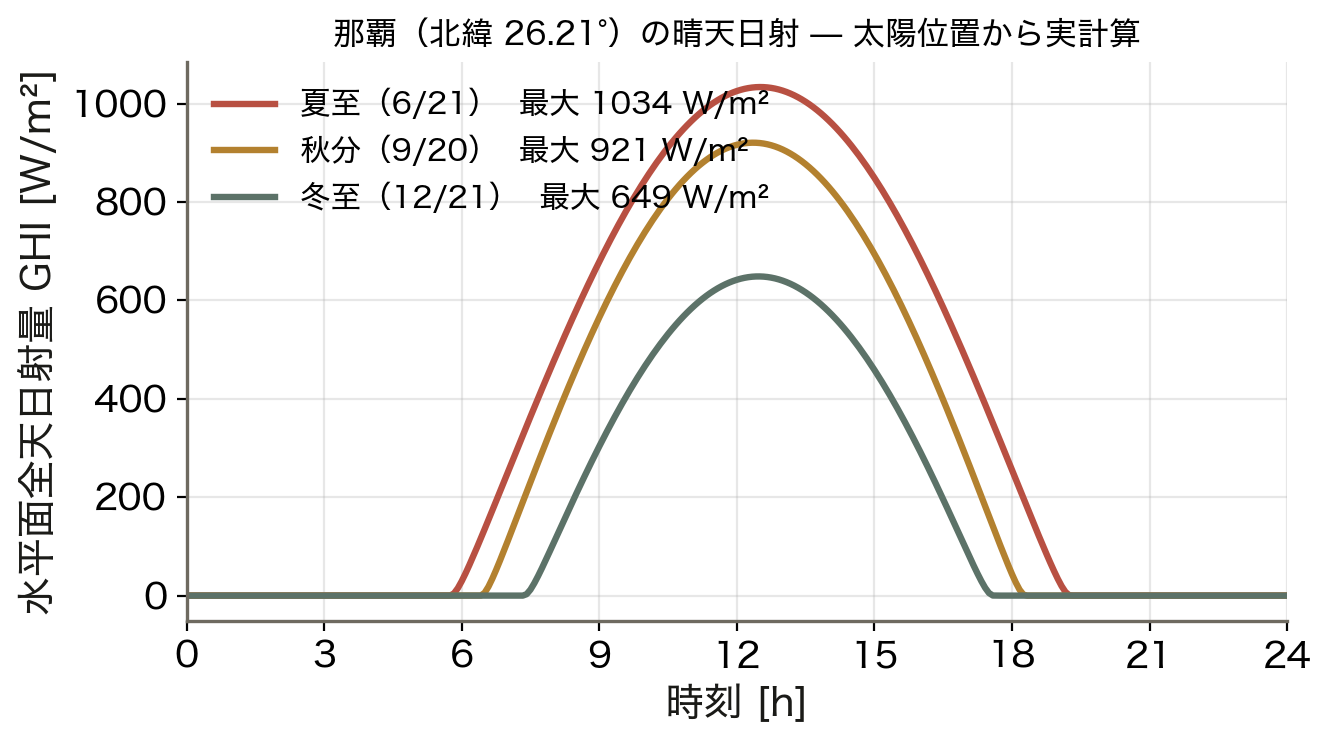 那覇（北緯 26.21°）の晴天日射 — 太陽位置から実計算
水平面全天日射量 GHI [W/m²]
1000
800
600
400
200
0
夏至（6/21）　最大 1034 W/m²
秋分（9/20）　最大 921 W/m²
冬至（12/21）　最大 649 W/m²
0 3 6 9 12 15 18 21 24
時刻 [h]